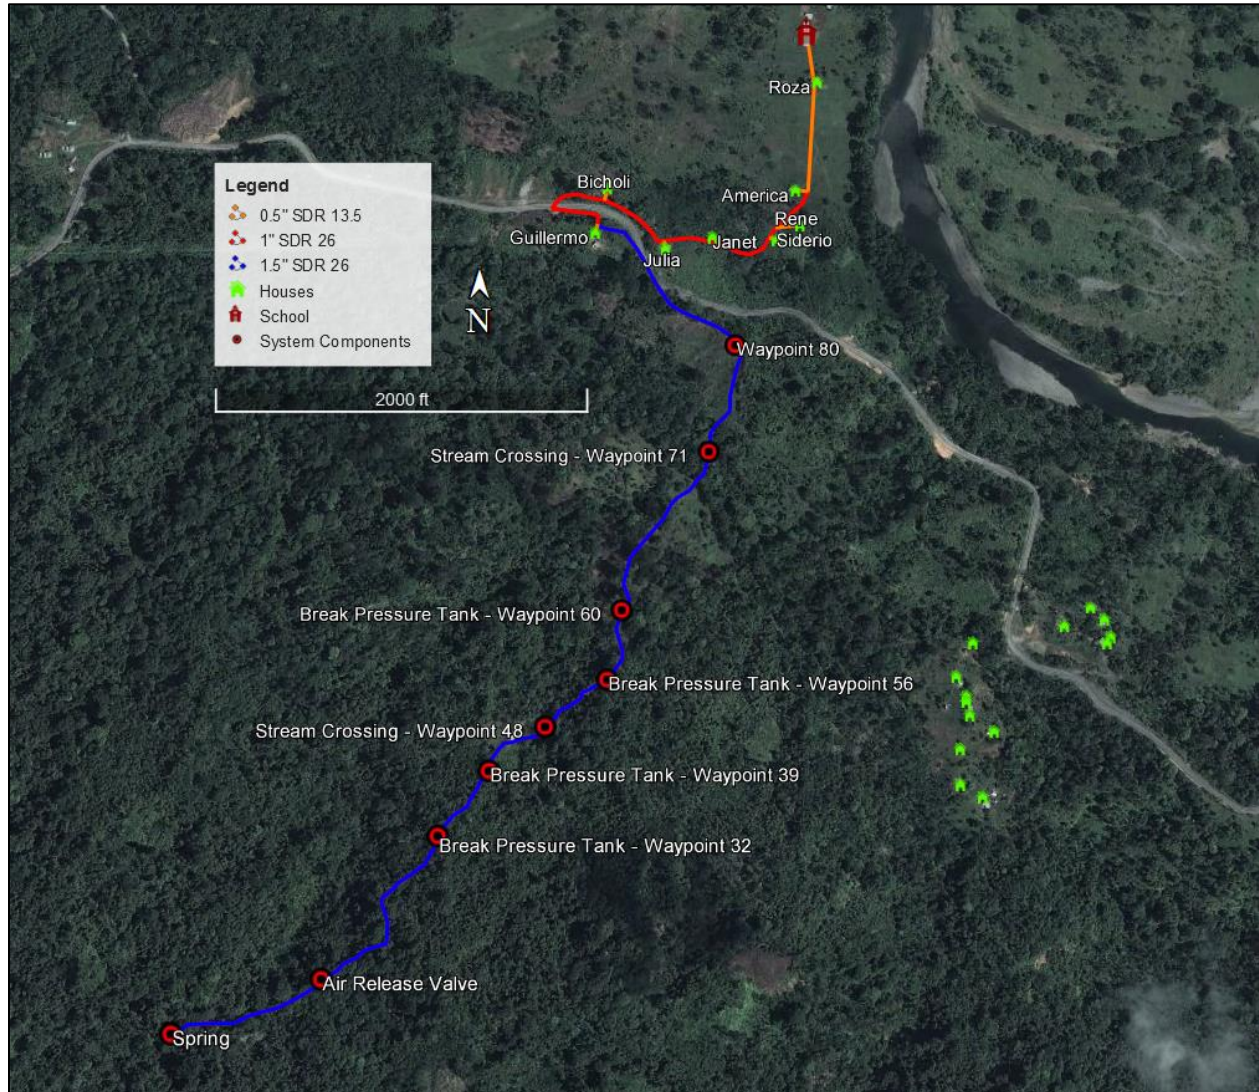 Roza
Bicholi
America
Rene
Guillermo
Janet
Siderio
Julia
Legend
0.5" SDR 13.5
1" SDR 26
1.5" SDR 26
Houses
School
System Components
N
2000 ft
Waypoint 80
Stream Crossing - Waypoint 71
Break Pressure Tank - Waypoint 60
Break Pressure Tank - Waypoint 56
Stream Crossing - Waypoint 48
Break Pressure Tank - Waypoint 39
Break Pressure Tank - Waypoint 32
Air Release Valve
Spring